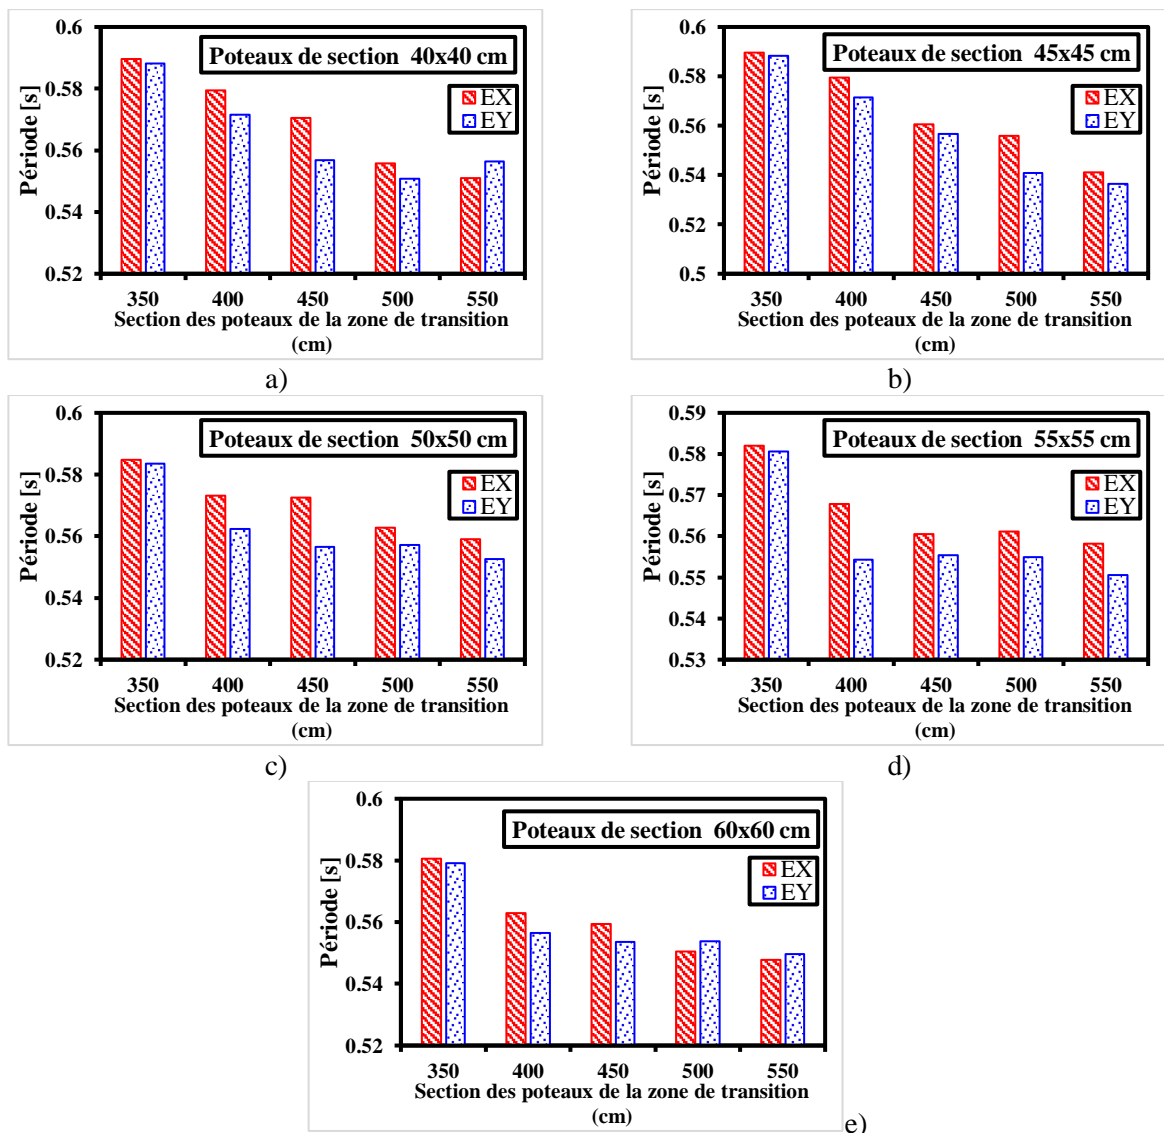 0.6
0.58
0.56
0.54
0.52
Période [s]
Poteaux de section 40x40 cm
EX
EY
350 400 450 500 550
Section des poteaux de la zone de transition
(cm)
a)
0.6
0.58
0.56
0.54
0.52
0.5
Période [s]
Poteaux de section 45x45 cm
EX
EY
350 400 450 500 550
Section des poteaux de la zone de transition
(cm)
b)
0.6
0.58
0.56
0.54
0.52
Période [s]
Poteaux de section 50x50 cm
EX
EY
350 400 450 500 550
Section des poteaux de la zone de transition
(cm)
c)
0.59
0.58
0.57
0.56
0.55
0.54
0.53
Période [s]
Poteaux de section 55x55 cm
EX
EY
350 400 450 500 550
Section des poteaux de la zone de transition
(cm)
d)
0.6
0.58
0.56
0.54
0.52
Période [s]
Poteaux de section 60x60 cm
EX
EY
350 400 450 500 550
Section des poteaux de la zone de transition
(cm)
e)